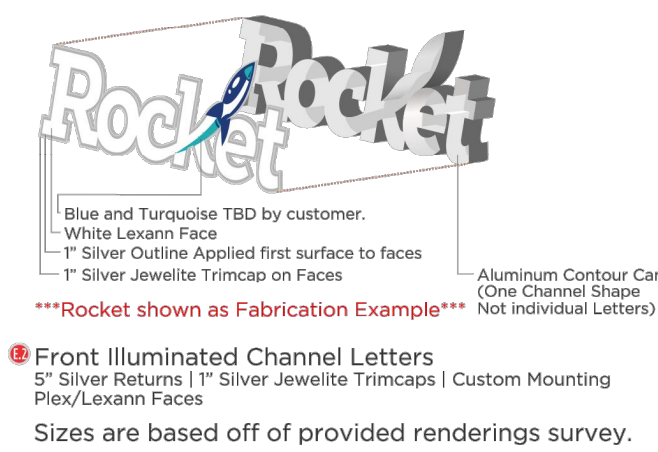 Rocket
Rocket
Blue and Turquoise TBD by customer.
White Lexann Face
1” Silver Outline Applied first surface to faces
1” Silver Jewelite Trimcap on Faces
Aluminum Contour Can
(One Channel Shape
Not individual Letters)
***Rocket shown as Fabrication Example***
E.2 Front Illuminated Channel Letters
5” Silver Returns | 1” Silver Jewelite Trimcaps | Custom Mounting
Plex/Lexann Faces
Sizes are based off of provided renderings survey.